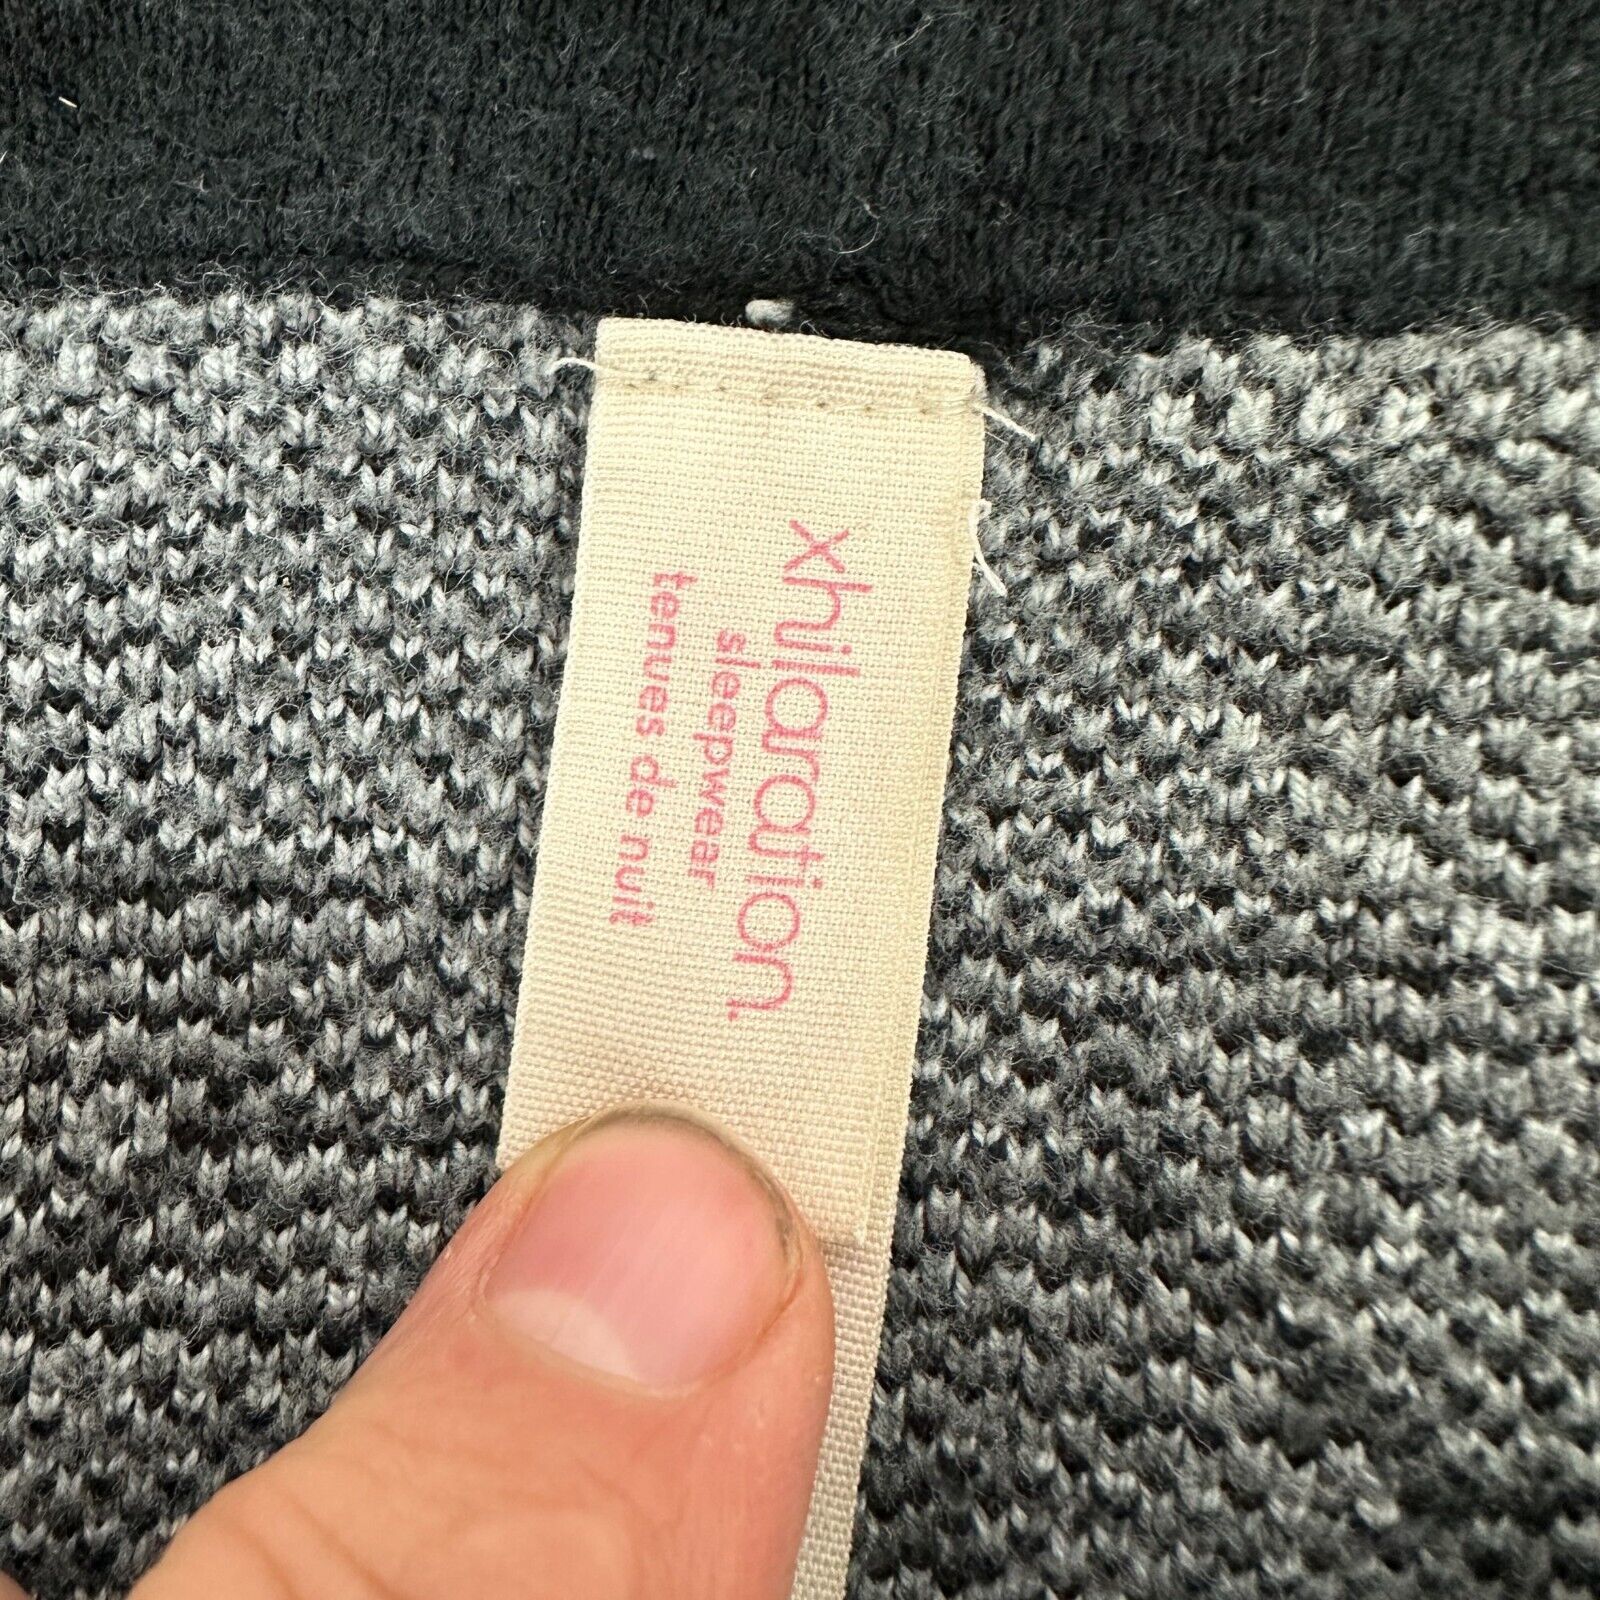 xhilaration.
sleepwear
tenues de nuit